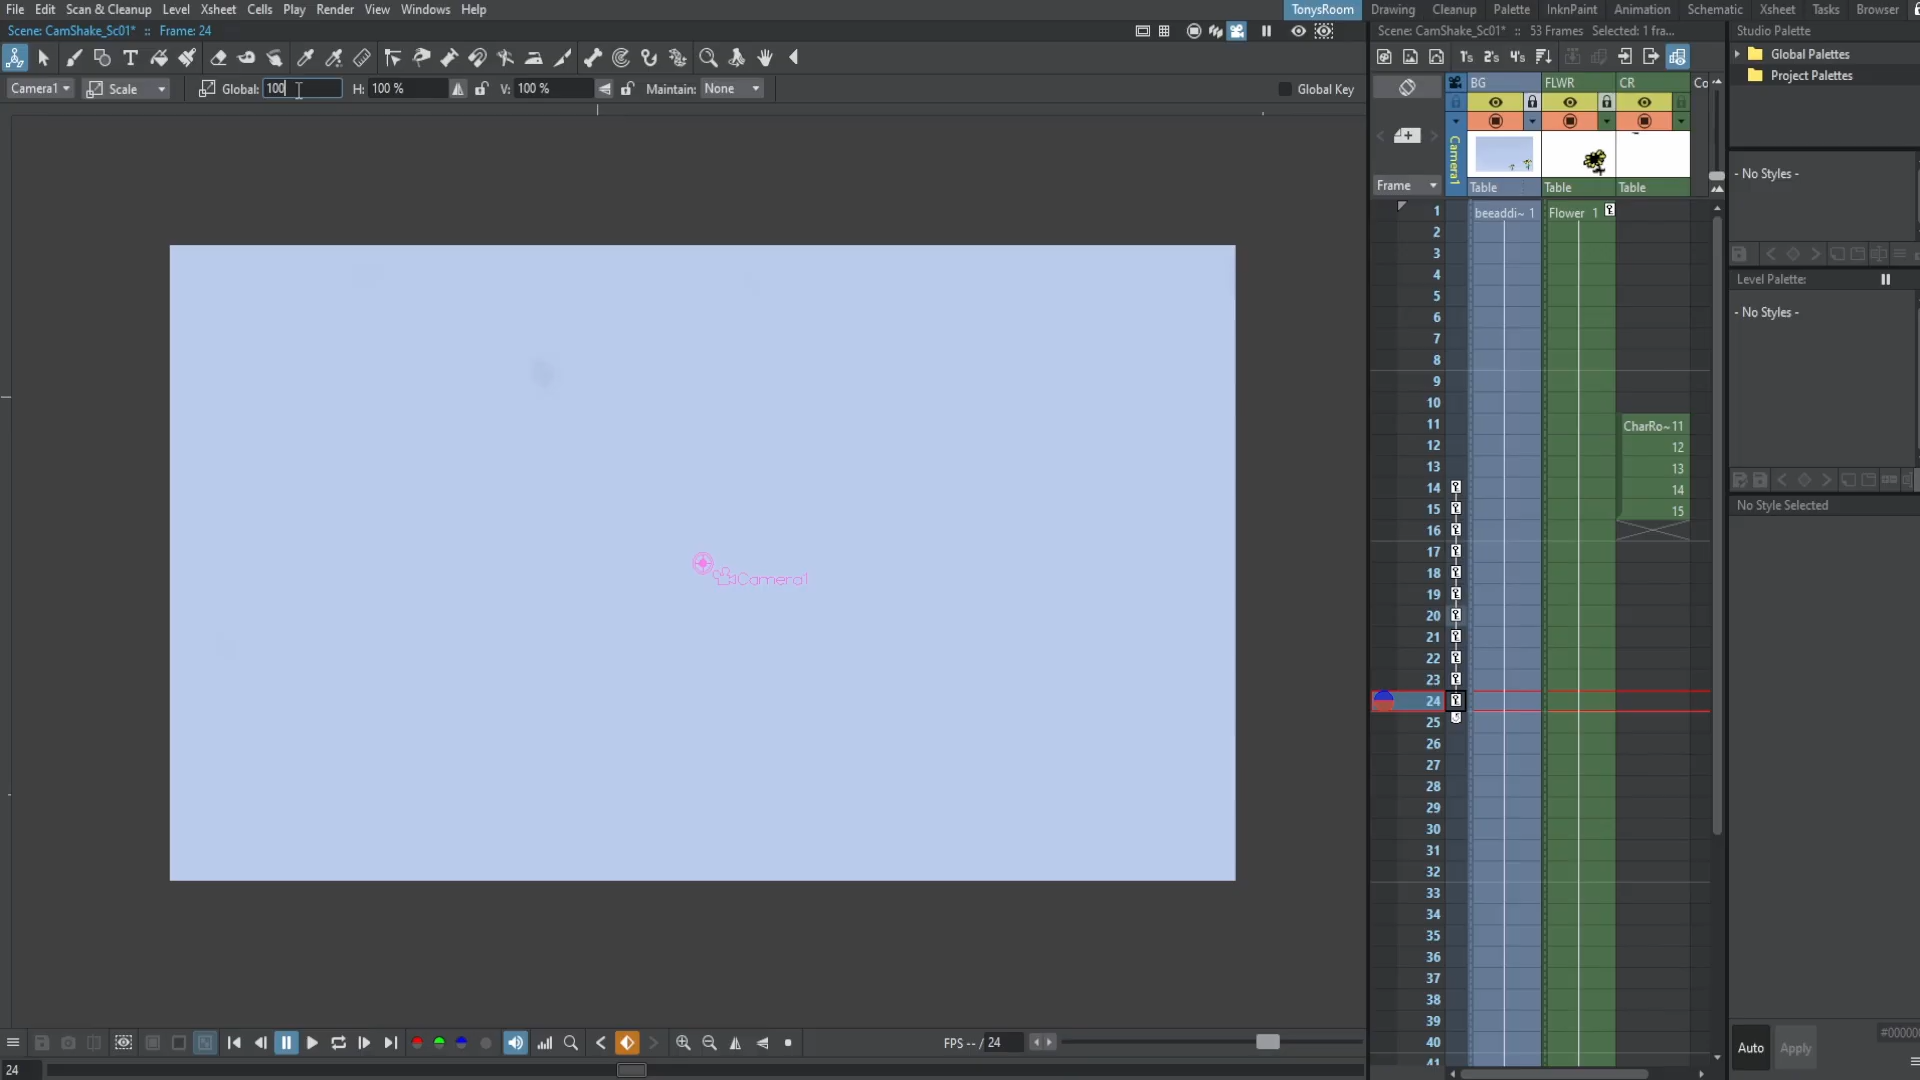 File Edit Scan & Cleanup Level Xsheet Cells Play Render View Windows Help
TonysRoom Drawing Cleanup Palette InknPaint Animation Schematic Xsheet Tasks Browser
Scene: CamShake_Sc01* :: Frame: 24
Scene: CamShake_Sc01* :: 53 Frames Selected: 1 fra...
Studio Palette
1's 2's 4's
Global Palettes
Project Palettes
Camera1 Scale Global: 100 H: 100 % V: 100 % Maintain: None Global Key
BG FLWR CR Co
Camera1
Frame
Table Table Table
- No Styles -
Level Palette:
- No Styles -
No Style Selected
1 beeaddi~ 1 Flower 1
2
3
4
5
6
7
8
9
10
11 CharRo~11
12 12
13 13
14 14
15 15
16
17
18
19
20
21
22
23
24
25
26
27
28
29
30
31
32
33
34
35
36
37
38
39
40
41
Camera1
FPS -- / 24
Auto Apply #000000
24